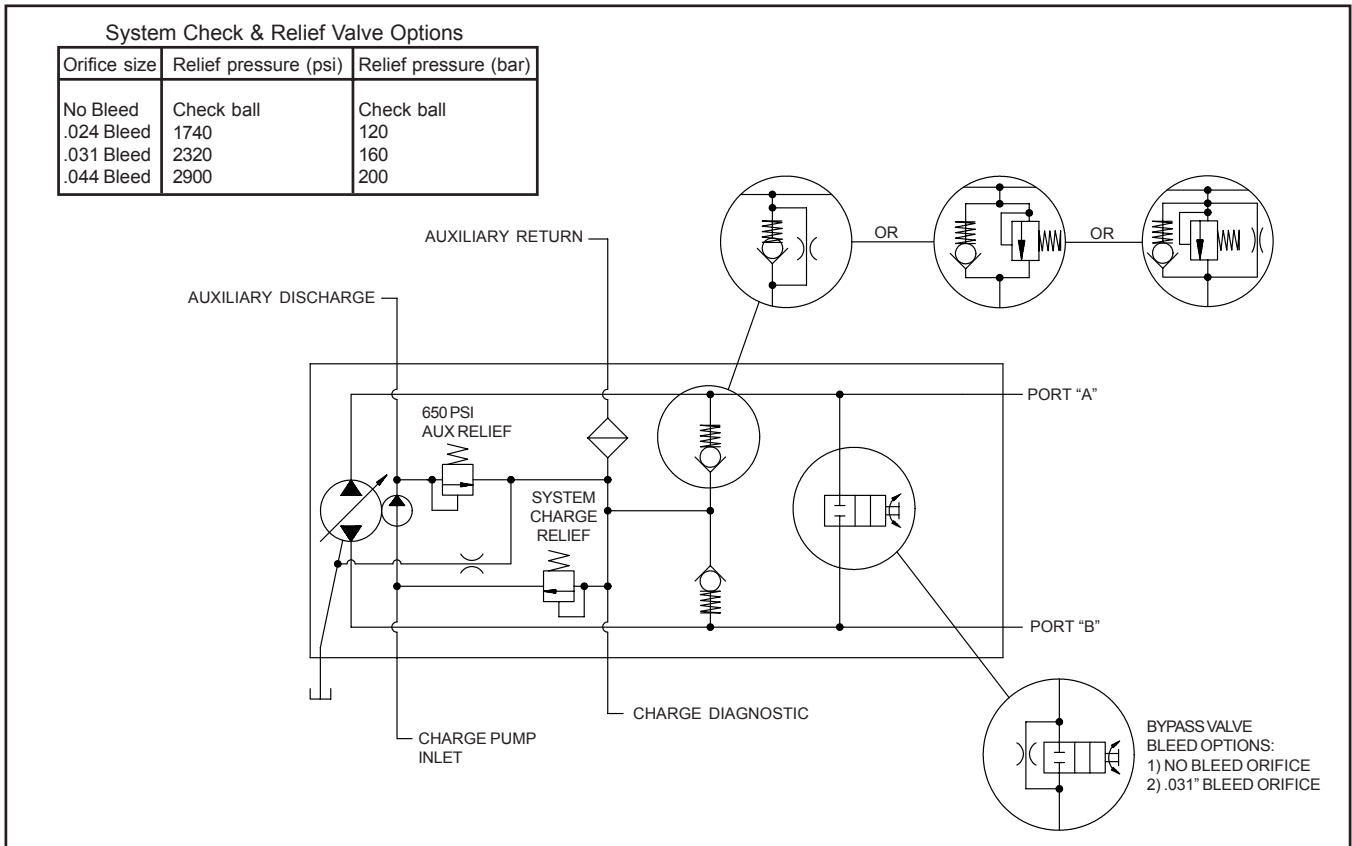 System Check & Relief Valve Options
Orifice size Relief pressure (psi) Relief pressure (bar)
No Bleed Check ball Check ball
.024 Bleed 1740 120
.031 Bleed 2320 160
.044 Bleed 2900 200
AUXILIARY RETURN
OR
OR
AUXILIARY DISCHARGE
PORT "A"
650 PSI
AUX RELIEF
SYSTEM
CHARGE
RELIEF
PORT "B"
CHARGE DIAGNOSTIC
CHARGE PUMP
INLET
BYPASS VALVE
BLEED OPTIONS:
1) NO BLEED ORIFICE
2) .031" BLEED ORIFICE